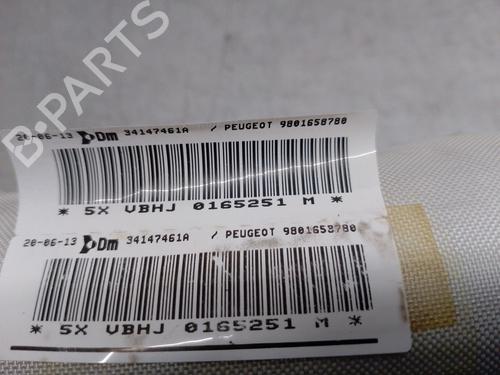 B-PARTS
20-06-13 Dm 34147461A / PEUGEOT 9801658780
* 5X VBHJ 0165251 M *
20-06-13 Dm 34147461A / PEUGEOT 9801658780
* 5X VBHJ 0165251 M *